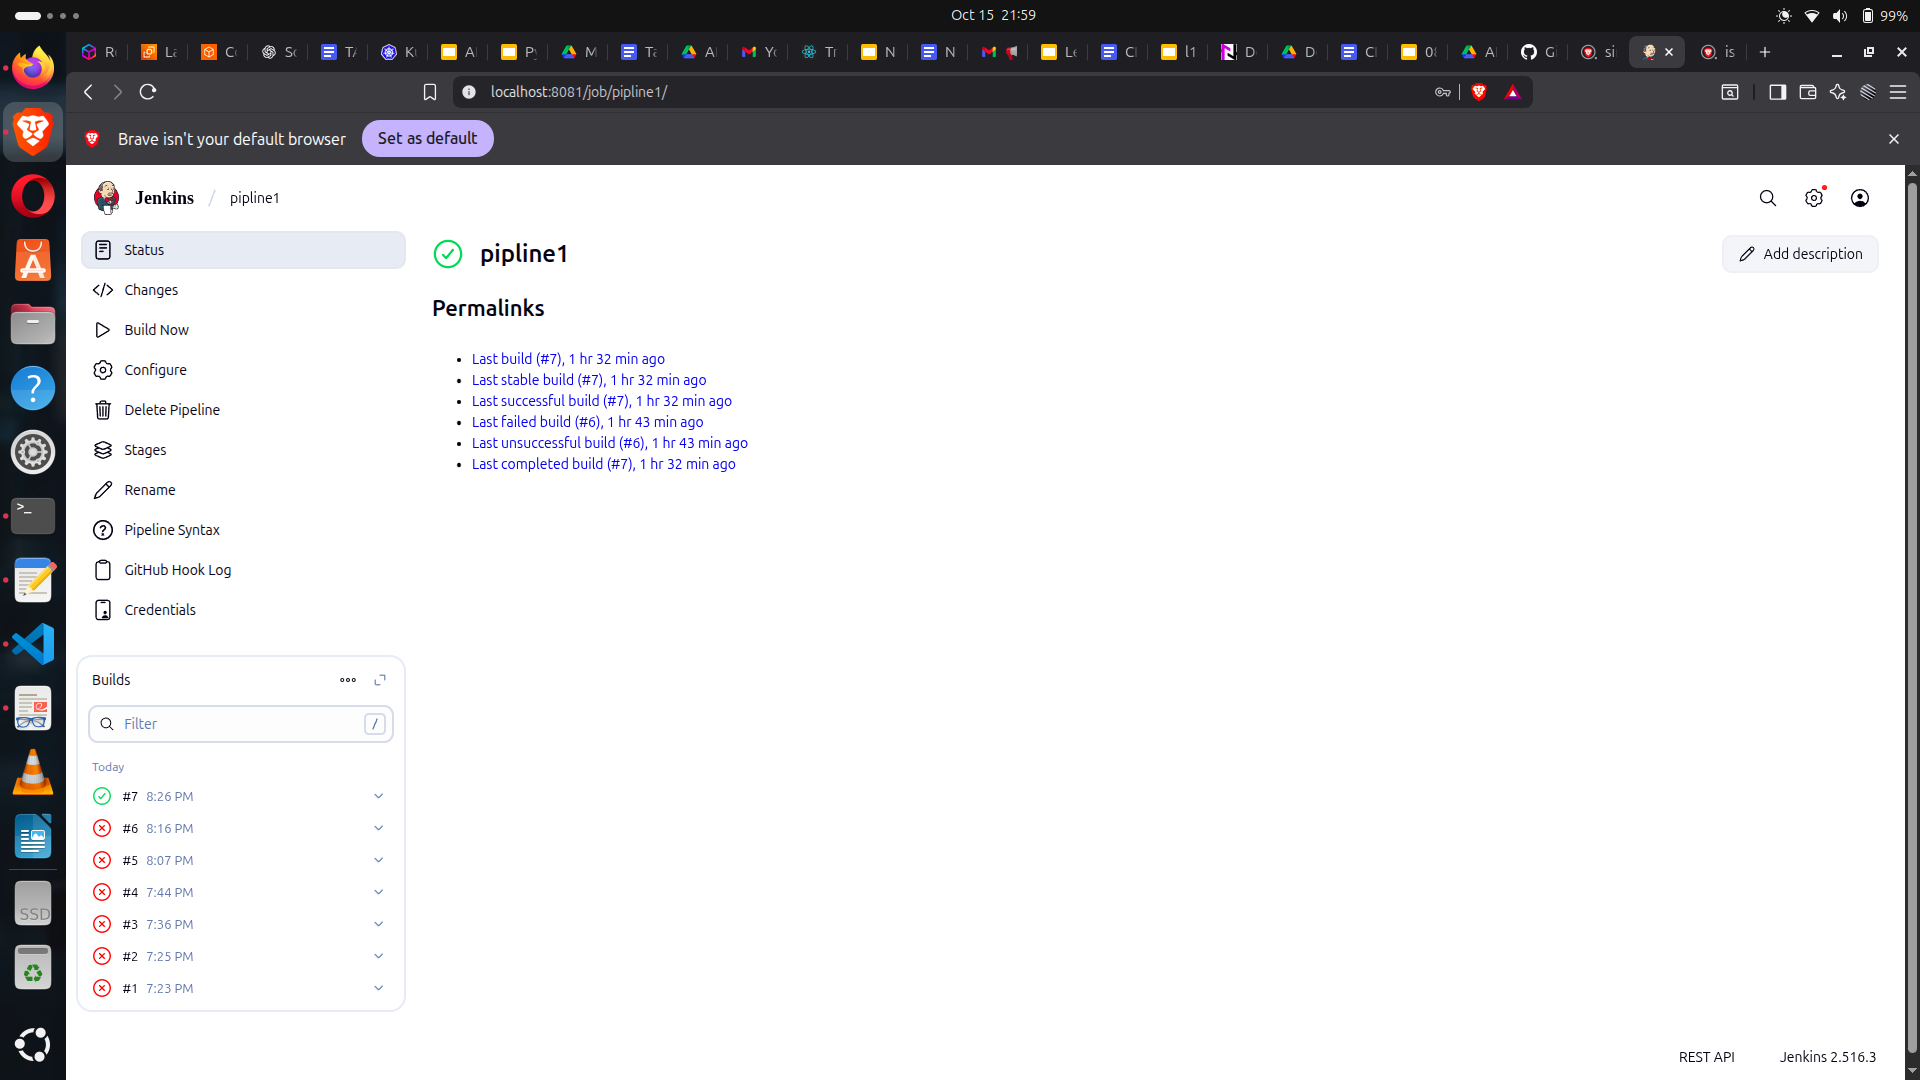 Oct 15 21:59
99%
localhost:8081/job/pipline1/
Brave isn't your default browser
Set as default
Jenkins / pipline1
Status
Changes
Build Now
Configure
Delete Pipeline
Stages
Rename
Pipeline Syntax
GitHub Hook Log
Credentials
pipline1
Add description
Permalinks
Last build (#7), 1 hr 32 min ago
Last stable build (#7), 1 hr 32 min ago
Last successful build (#7), 1 hr 32 min ago
Last failed build (#6), 1 hr 43 min ago
Last unsuccessful build (#6), 1 hr 43 min ago
Last completed build (#7), 1 hr 32 min ago
Builds
Filter /
Today
#7 8:26 PM
#6 8:16 PM
#5 8:07 PM
#4 7:44 PM
#3 7:36 PM
#2 7:25 PM
#1 7:23 PM
SSD
REST API
Jenkins 2.516.3